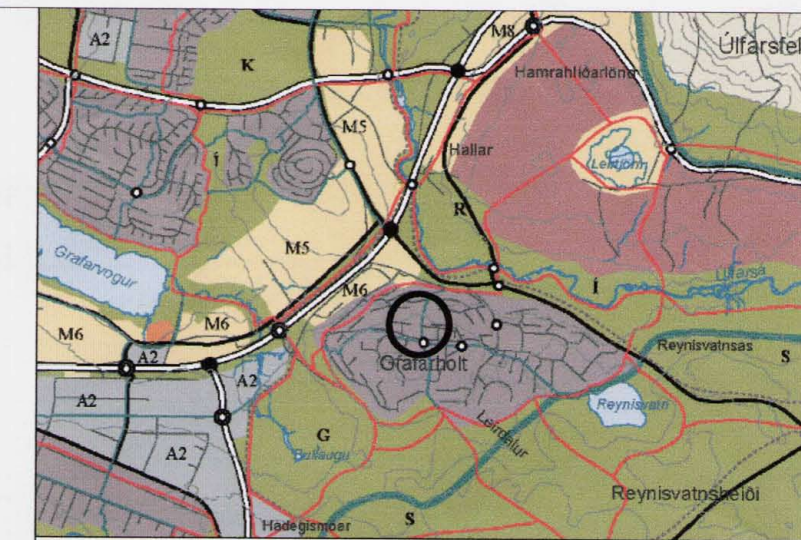 A2
M8
Úlfarsfel
K
Hamrahlíðarlönd
M5
Hallar
Leirtjörn
Í
R
M5
Grafarvogur
M6
Í
Úlfarsá
M6
M6
Reynisvatnsás
A2
S
A2
Grafarholt
A2
Reynisvatn
G
Leirdalur
A2
Bullaugu
Reynisvatnsheiði
S
Hádegismóar